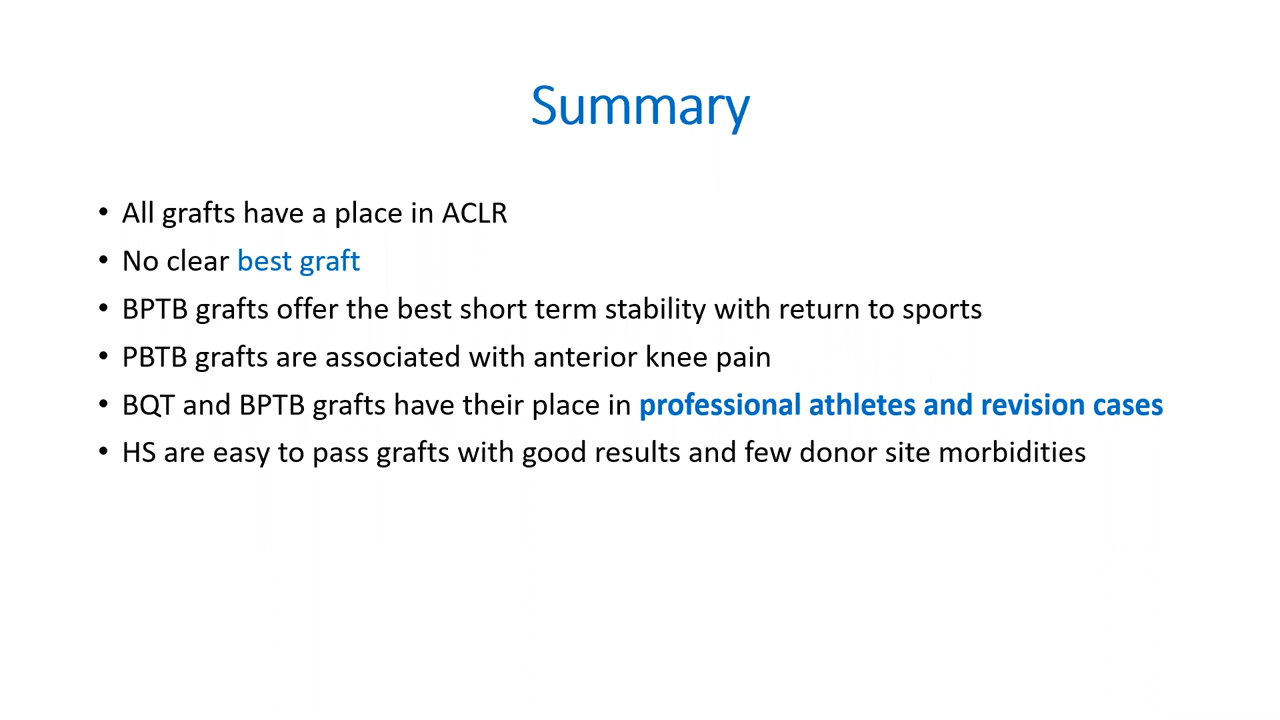 Summary
• All grafts have a place in ACLR
• No clear best graft
• BPTB grafts offer the best short term stability with return to sports
• PBTB grafts are associated with anterior knee pain
• BQT and BPTB grafts have their place in professional athletes and revision cases
• HS are easy to pass grafts with good results and few donor site morbidities